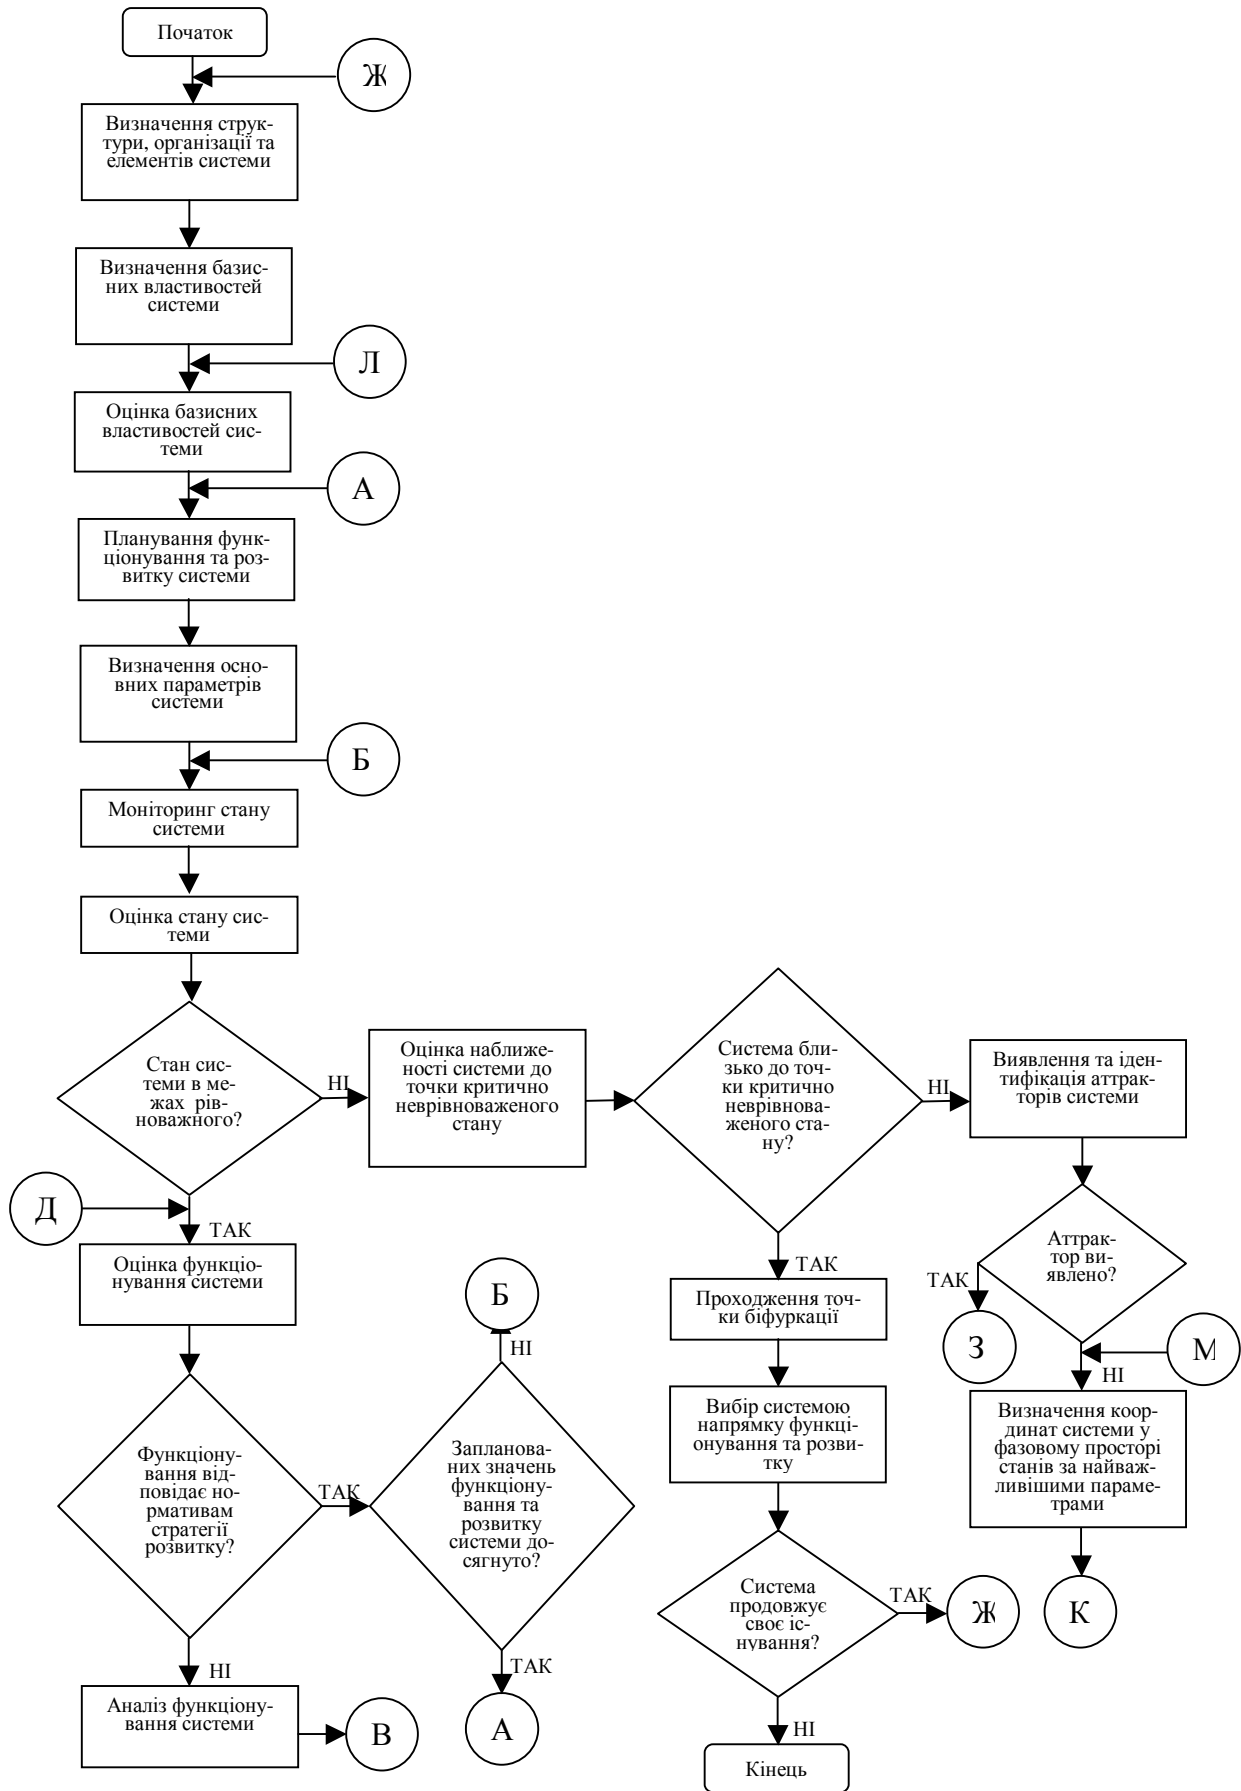 Початок
Ж
Визначення струк-
тури, організації та
елементів системи
Визначення базис-
них властивостей
системи
Л
Оцінка базисних
властивостей сис-
теми
А
Планування функ-
ціонування та роз-
витку системи
Визначення осно-
вних параметрів
системи
Б
Моніторинг стану
системи
Оцінка стану сис-
теми
Стан сис-
теми в ме-
жах рів-
новажного?
НІ
Оцінка наближе-
ності системи до
точки критично
неврівноваженого
стану
Система бли-
зько до точ-
ки критично
неврівнова-
женого ста-
ну?
НІ
Виявлення та іден-
тифікація аттрак-
торів системи
Д
ТАК
Оцінка функціо-
нування системи
Б
НІ
ТАК
Проходження точ-
ки біфуркації
Аттрак-
тор ви-
явлено?
ТАК
З
М
НІ
Функціону-
вання від-
повідає но-
рмативам
стратегії
розвитку?
ТАК
Запланова-
них значень
функціону-
вання та
розвитку
системи до-
сягнуто?
Вибір системою
напрямку функці-
онування та розви-
тку
Визначення коор-
динат системи у
фазовому просторі
станів за найваж-
ливішими параме-
трами
Система
продовжує
своє іс-
нування?
ТАК
Ж
К
НІ
Аналіз функціону-
вання системи
В
ТАК
А
НІ
Кінець